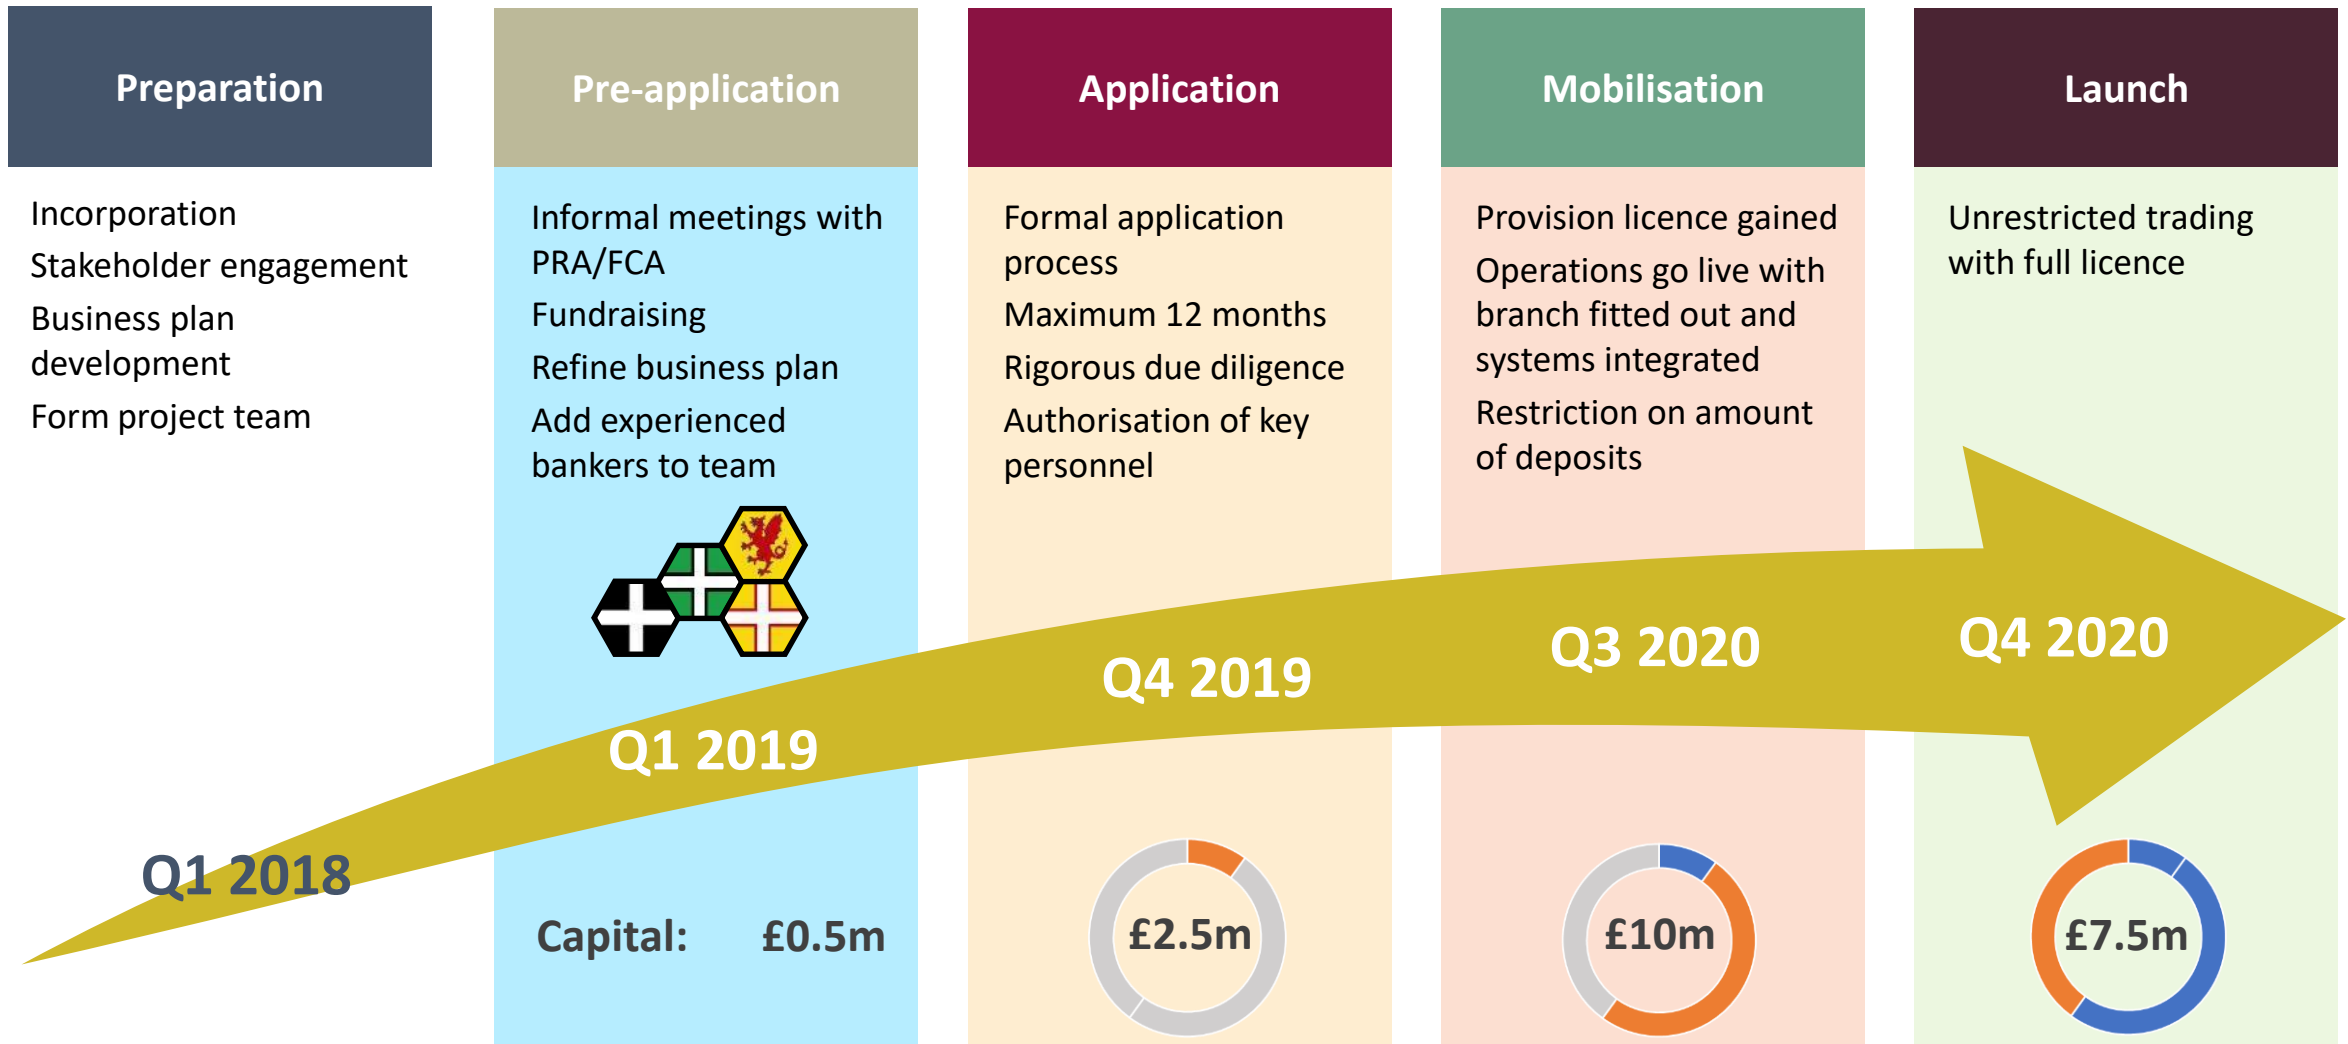 Preparation
Incorporation
Stakeholder engagement
Business plan
development
Form project team
Q1 2018
Pre-application
Informal meetings with
PRA/FCA
Fundraising
Refine business plan
Add experienced
bankers to team
Q1 2019
Capital: £0.5m
Application
Formal application
process
Maximum 12 months
Rigorous due diligence
Authorisation of key
personnel
Q4 2019
£2.5m
Mobilisation
Provision licence gained
Operations go live with
branch fitted out and
systems integrated
Restriction on amount
of deposits
Q3 2020
£10m
Launch
Unrestricted trading
with full licence
Q4 2020
£7.5m